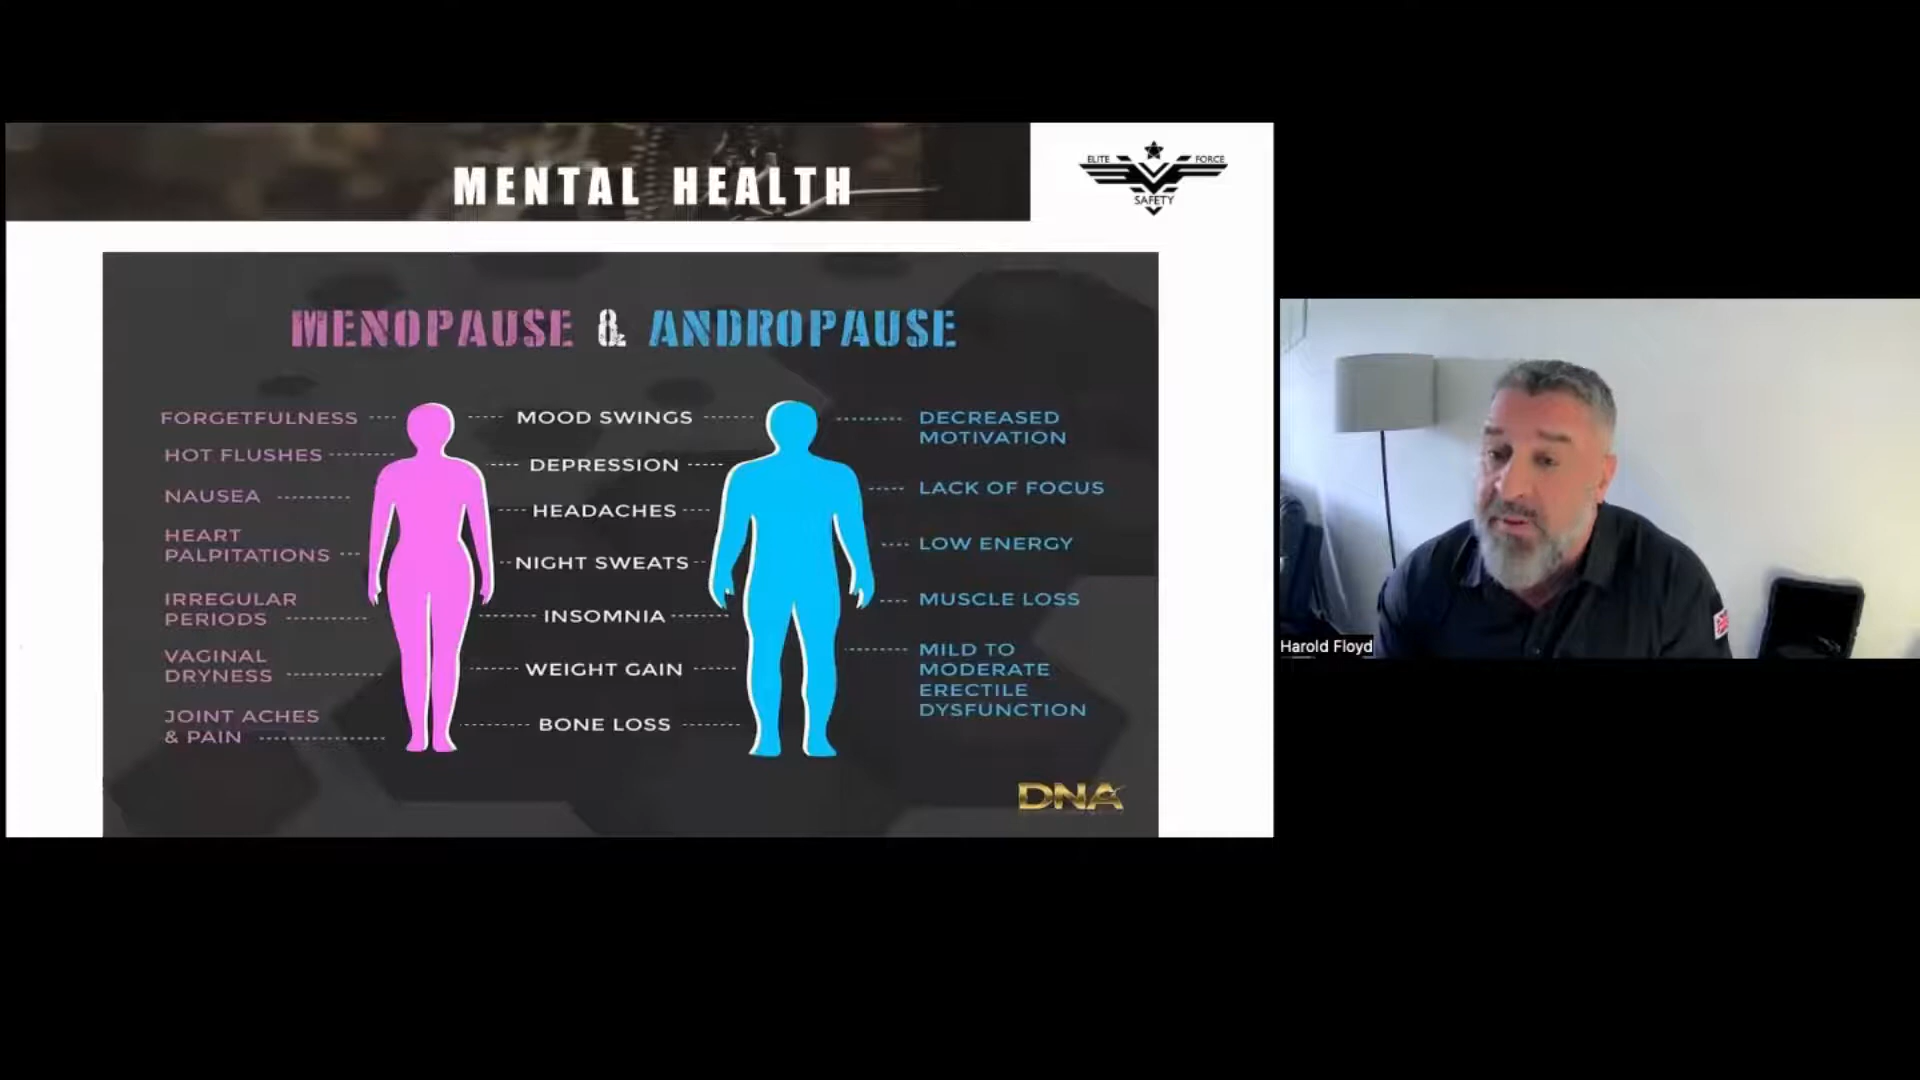 MENTAL HEALTH
ELITE FORCE
SAFETY
MENOPAUSE & ANDROPAUSE
FORGETFULNESS
HOT FLUSHES
NAUSEA
HEART
PALPITATIONS
IRREGULAR
PERIODS
VAGINAL
DRYNESS
JOINT ACHES
& PAIN
MOOD SWINGS
DEPRESSION
HEADACHES
NIGHT SWEATS
INSOMNIA
WEIGHT GAIN
BONE LOSS
DECREASED
MOTIVATION
LACK OF FOCUS
LOW ENERGY
MUSCLE LOSS
MILD TO
MODERATE
ERECTILE
DYSFUNCTION
DNA
Harold Floyd